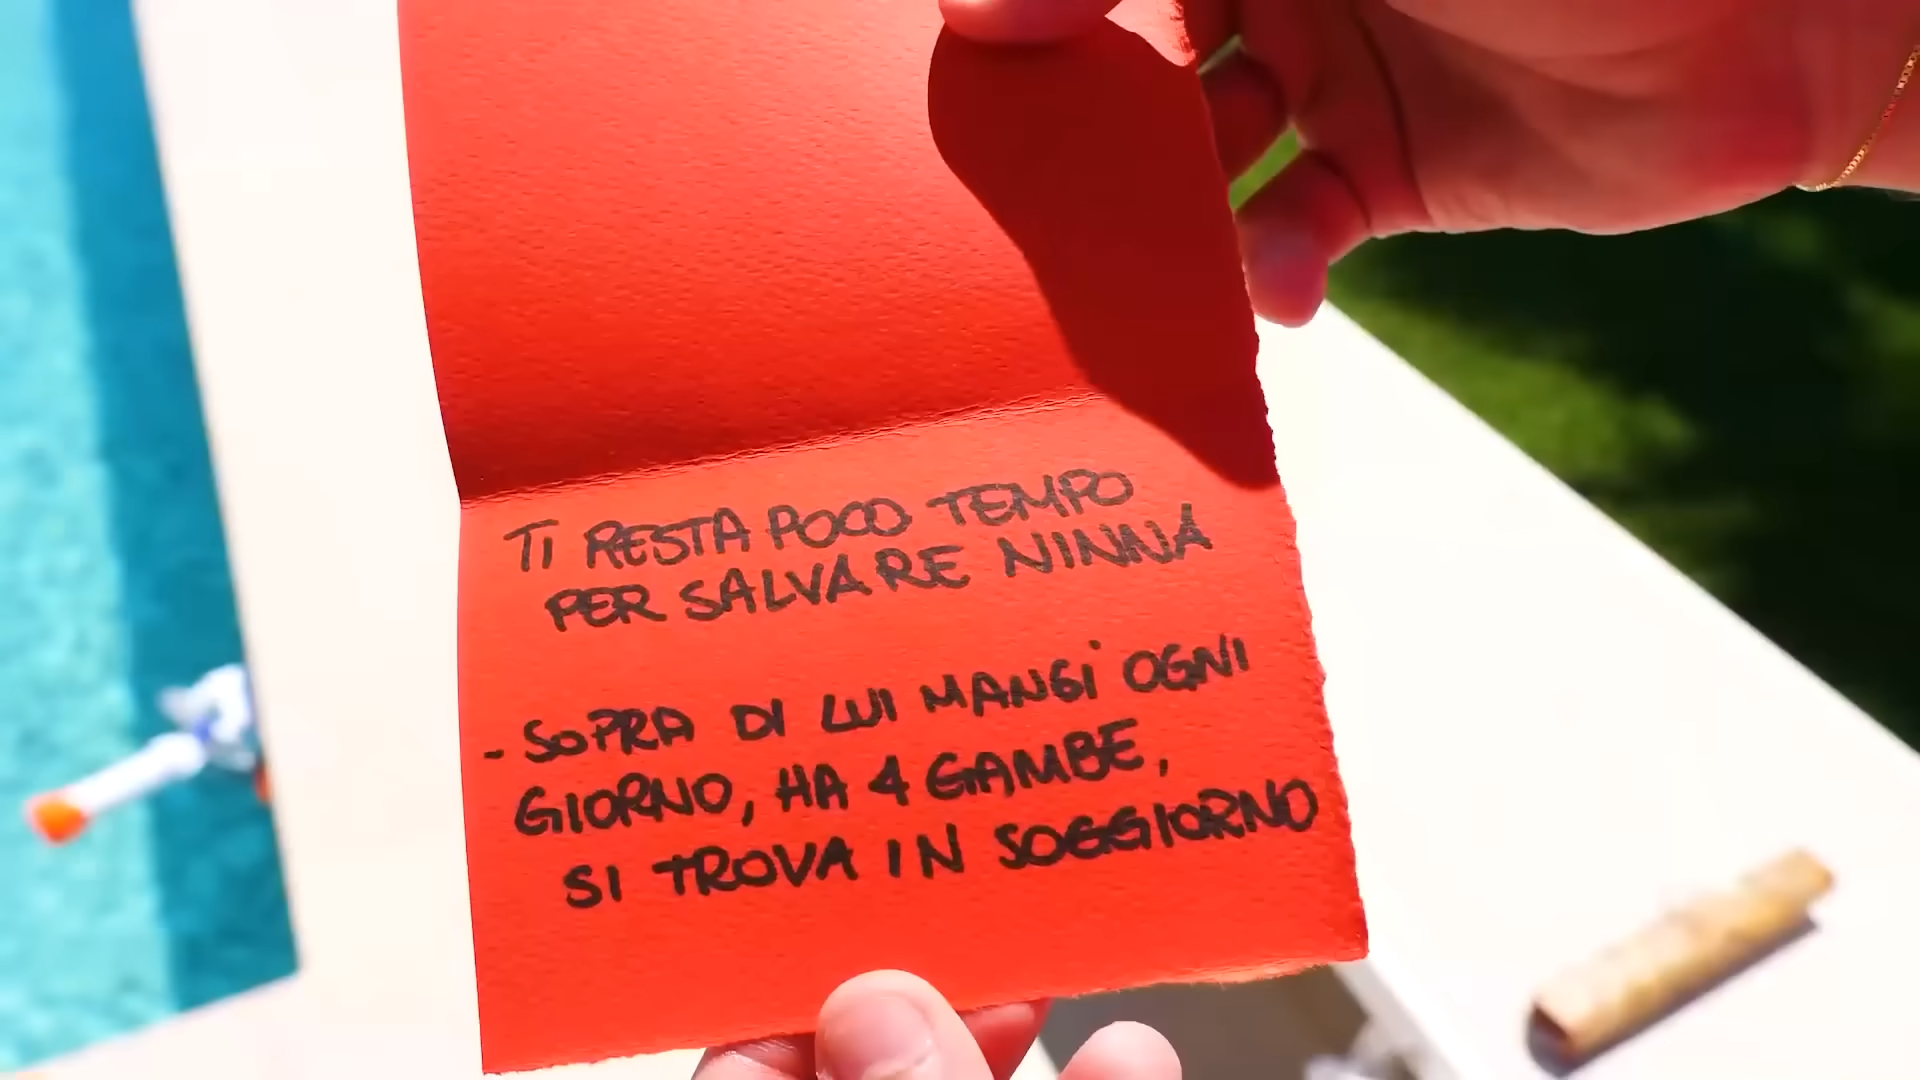 TI RESTA POCO TEMPO
PER SALVARE NINNA
- SOPRA DI LUI MANGI OGNI
GIORNO, HA 4 GAMBE,
SI TROVA IN SOGGIORNO